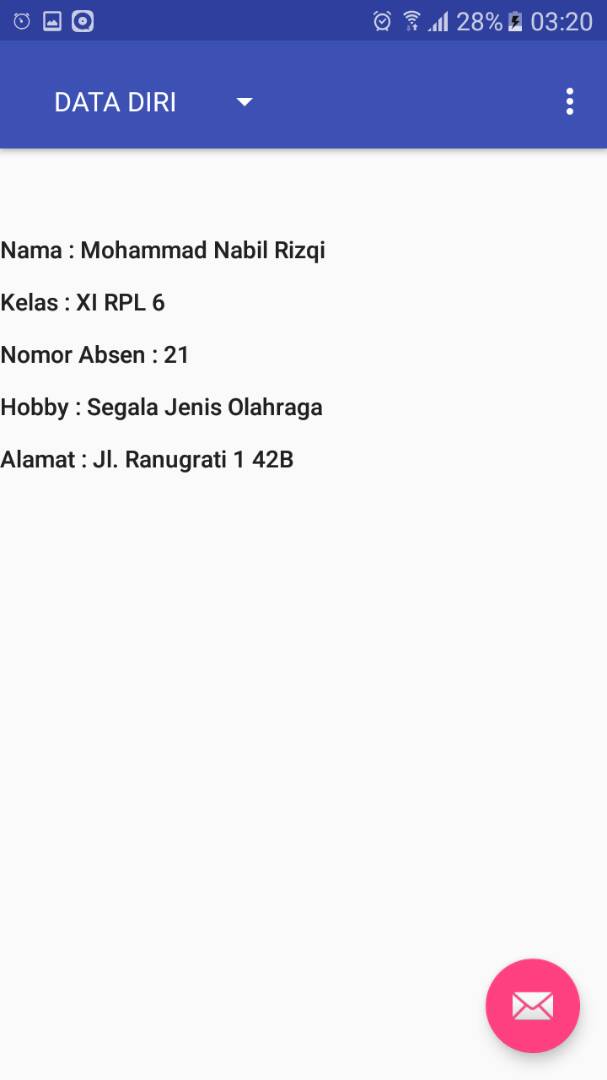 28% 03:20
DATA DIRI
Nama : Mohammad Nabil Rizqi
Kelas : XI RPL 6
Nomor Absen : 21
Hobby : Segala Jenis Olahraga
Alamat : Jl. Ranugrati 1 42B